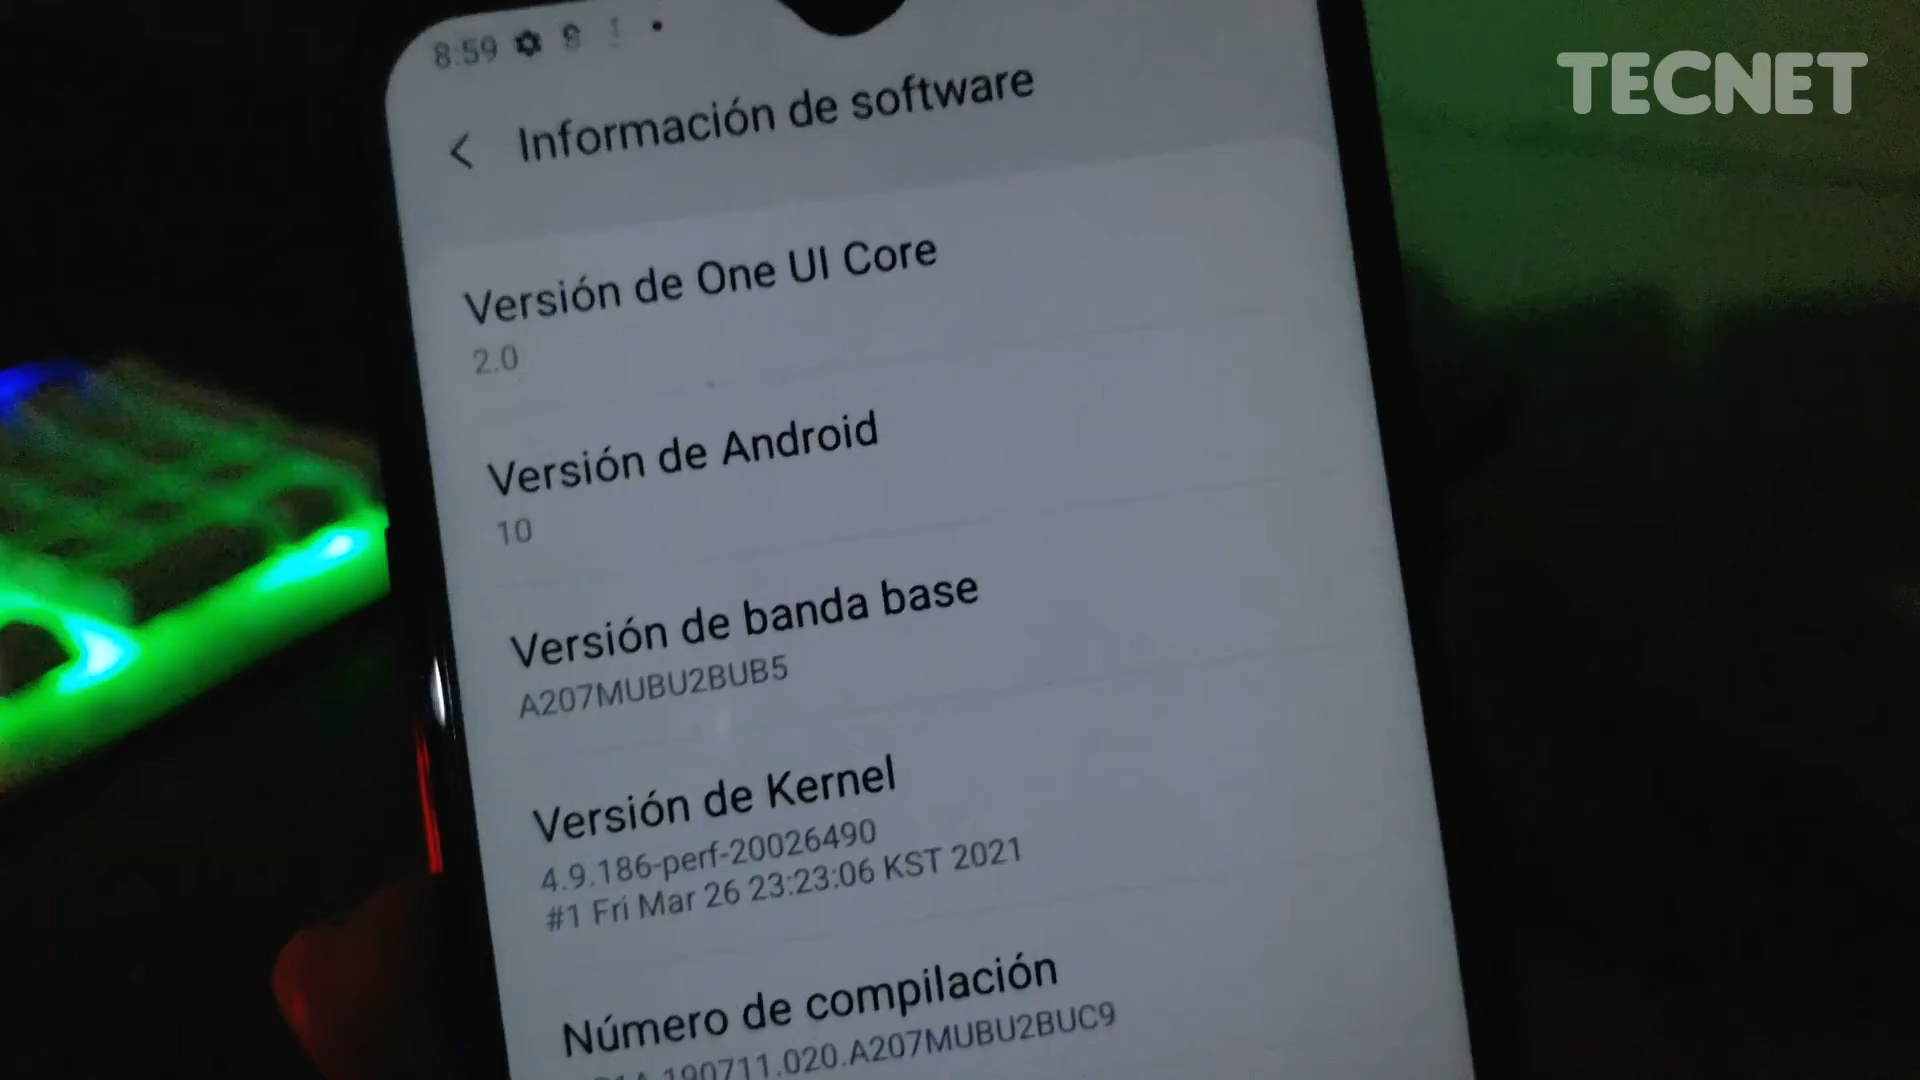 8:59
TECNET
Información de software
Versión de One UI Core
2.0
Versión de Android
10
Versión de banda base
A207MUBU2BUB5
Versión de Kernel
4.9.186-perf-20026490
#1 Fri Mar 26 23:23:06 KST 2021
Número de compilación
190711.020.A207MUBU2BUC9